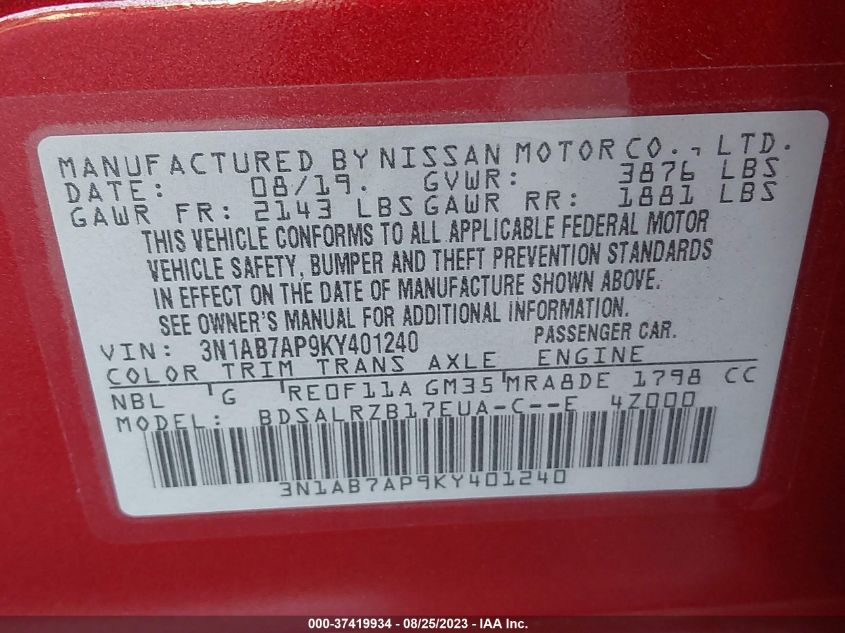 MANUFACTURED BY NISSAN MOTOR CO., LTD.
DATE: 08/19. GVWR: 3876 LBS
GAWR FR: 2143 LBS GAWR RR: 1881 LBS
THIS VEHICLE CONFORMS TO ALL APPLICABLE FEDERAL MOTOR
VEHICLE SAFETY, BUMPER AND THEFT PREVENTION STANDARDS
IN EFFECT ON THE DATE OF MANUFACTURE SHOWN ABOVE.
SEE OWNER'S MANUAL FOR ADDITIONAL INFORMATION.
VIN: 3N1AB7AP9KY401240 PASSENGER CAR.
COLOR TRIM TRANS AXLE ENGINE
NBL G RE0F11A GM35 MRA8DE 1798 CC
MODEL: BDSALRZB17EUA-C--E 4Z000
3N1AB7AP9KY401240
000-37419934 - 08/25/2023 - IAA Inc.